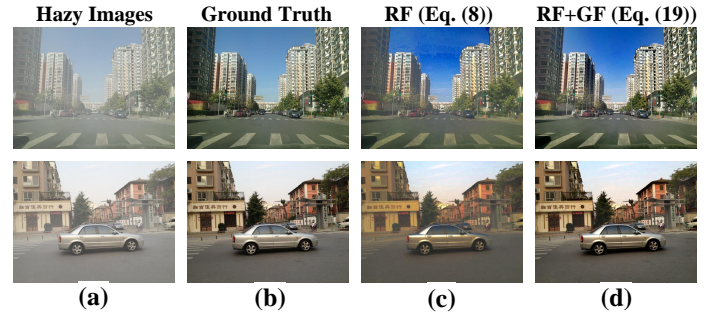 Hazy Images Ground Truth RF (Eq. (8)) RF+GF (Eq. (19))
(a) (b) (c) (d)